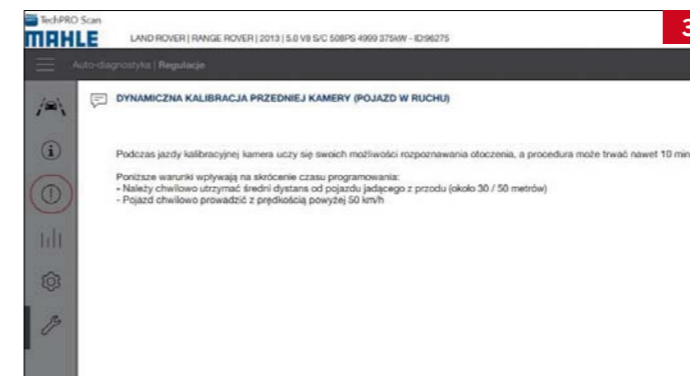 TechPRO Scan
MAHLE
LAND ROVER | RANGE ROVER | 2013 | 5.0 V8 S/C 508PS 4999 375kW - ID:96275
3
Auto-diagnostyka | Regulacje
DYNAMICZNA KALIBRACJA PRZEDNIEJ KAMERY (POJAZD W RUCHU)
Podczas jazdy kalibracyjnej kamera uczy się swoich możliwości rozpoznawania otoczenia, a procedura może trwać nawet 10 min
Poniższe warunki wpływają na skrócenie czasu programowania:
- Należy chwilowo utrzymać średni dystans od pojazdu jadącego z przodu (około 30 / 50 metrów)
- Pojazd chwilowo prowadzić z prędkością powyżej 50 km/h